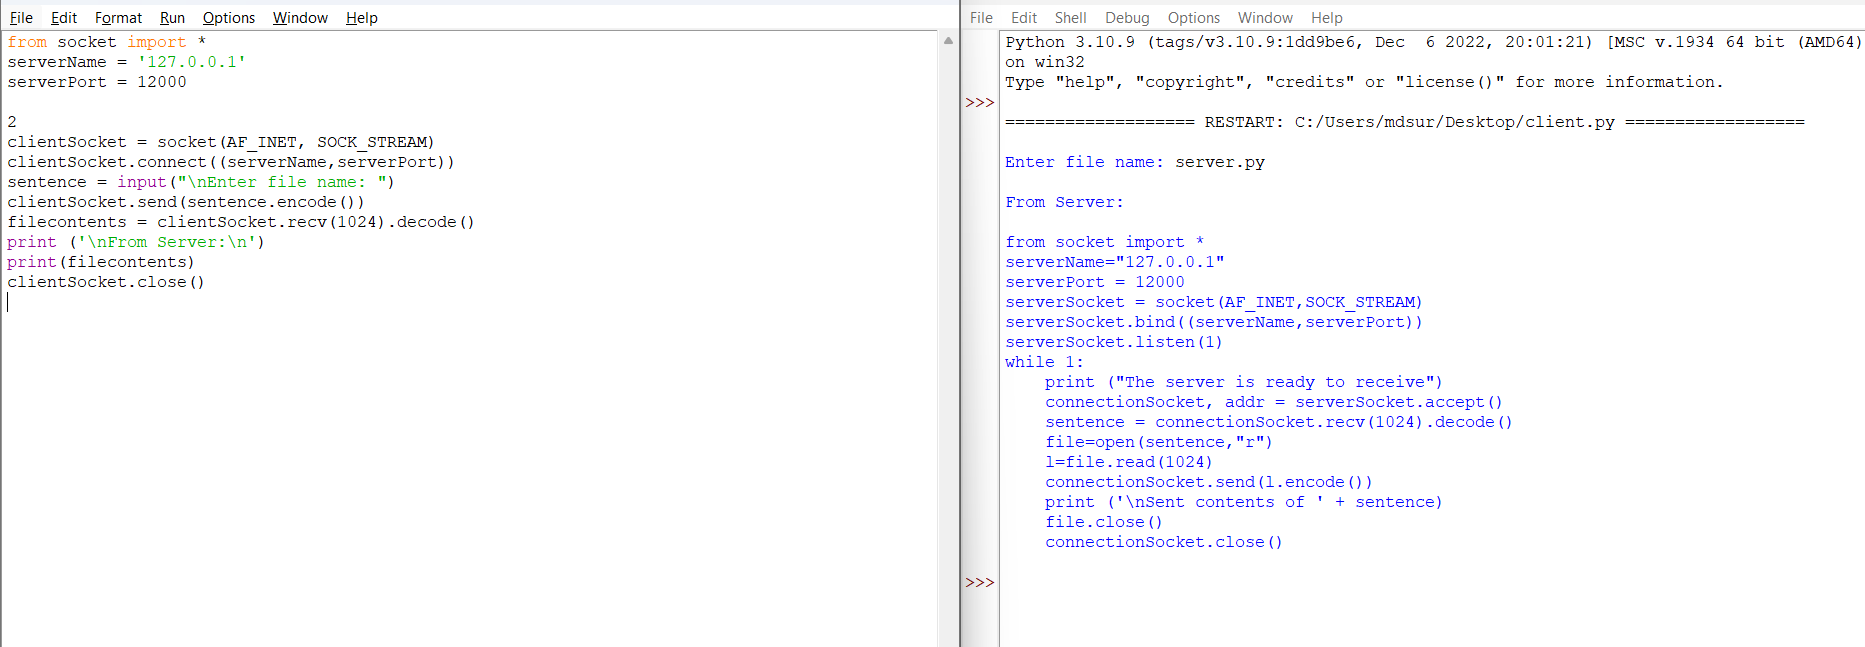 File Edit Format Run Options Window Help
from socket import *
serverName = '127.0.0.1'
serverPort = 12000
2
clientSocket = socket(AF_INET, SOCK_STREAM)
clientSocket.connect((serverName,serverPort))
sentence = input("\nEnter file name: ")
clientSocket.send(sentence.encode())
filecontents = clientSocket.recv(1024).decode()
print ('\nFrom Server:\n')
print(filecontents)
clientSocket.close()
File Edit Shell Debug Options Window Help
Python 3.10.9 (tags/v3.10.9:1dd9be6, Dec  6 2022, 20:01:21) [MSC v.1934 64 bit (AMD64)
on win32
Type "help", "copyright", "credits" or "license()" for more information.
>>>
=================== RESTART: C:/Users/mdsur/Desktop/client.py ==================
Enter file name: server.py
From Server:
from socket import *
serverName="127.0.0.1"
serverPort = 12000
serverSocket = socket(AF_INET,SOCK_STREAM)
serverSocket.bind((serverName,serverPort))
serverSocket.listen(1)
while 1:
    print ("The server is ready to receive")
    connectionSocket, addr = serverSocket.accept()
    sentence = connectionSocket.recv(1024).decode()
    file=open(sentence,"r")
    l=file.read(1024)
    connectionSocket.send(l.encode())
    print ('\nSent contents of ' + sentence)
    file.close()
    connectionSocket.close()
>>>